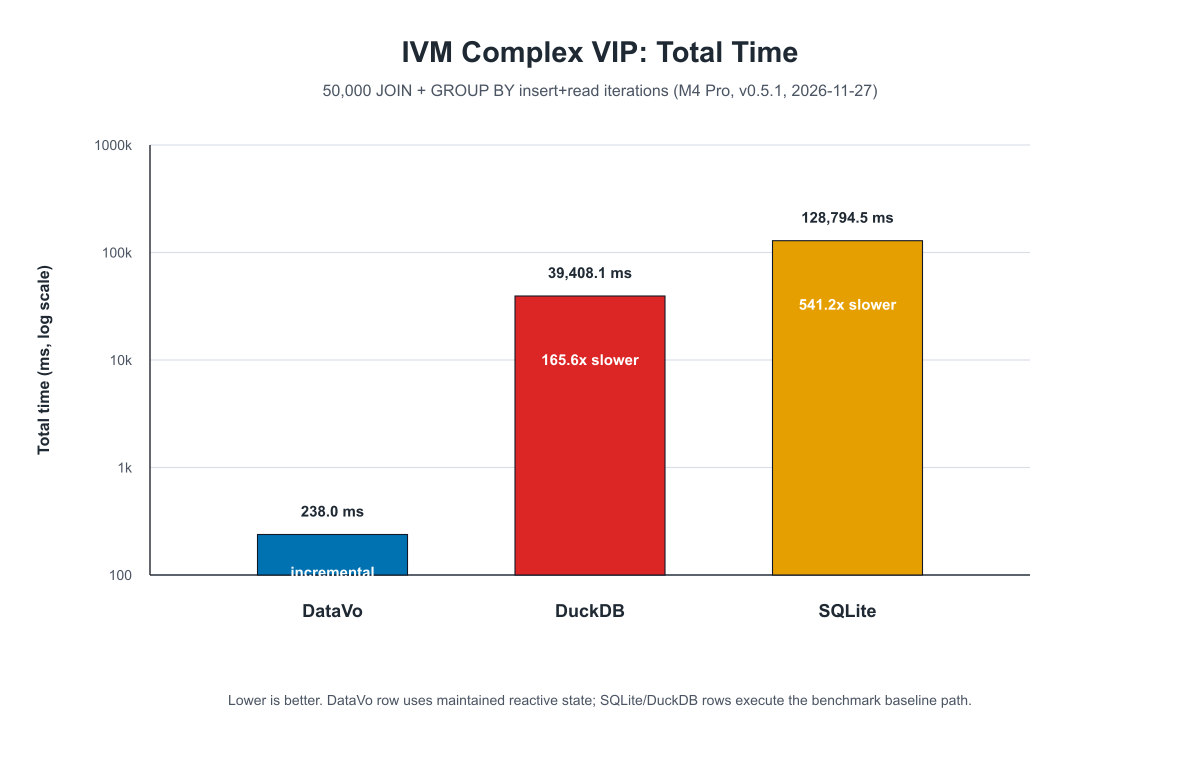 IVM Complex VIP: Total Time
50,000 JOIN + GROUP BY insert+read iterations (M4 Pro, v0.5.1, 2026-11-27)
Total time (ms, log scale)
1000k
100k
10k
1k
100
238.0 ms
incremental
39,408.1 ms
165.6x slower
128,794.5 ms
541.2x slower
DataVo
DuckDB
SQLite
Lower is better. DataVo row uses maintained reactive state; SQLite/DuckDB rows execute the benchmark baseline path.